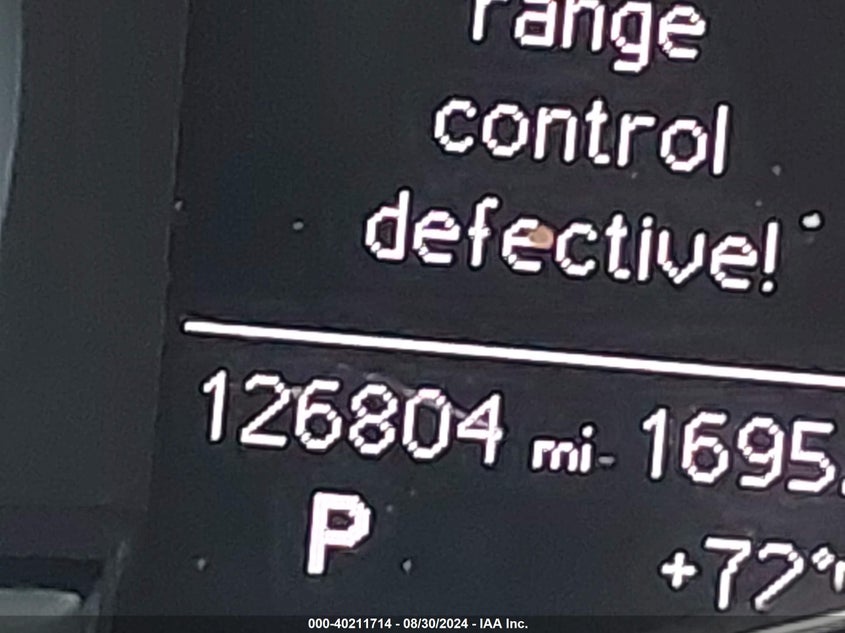 range
control
defective!
126804 mi 1695.
P +72°
000-40211714 - 08/30/2024 - IAA Inc.